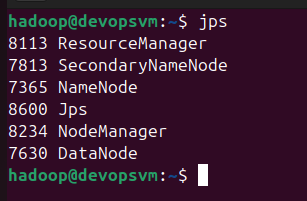 hadoop@devopsvm:~$ jps
8113 ResourceManager
7813 SecondaryNameNode
7365 NameNode
8600 Jps
8234 NodeManager
7630 DataNode
hadoop@devopsvm:~$